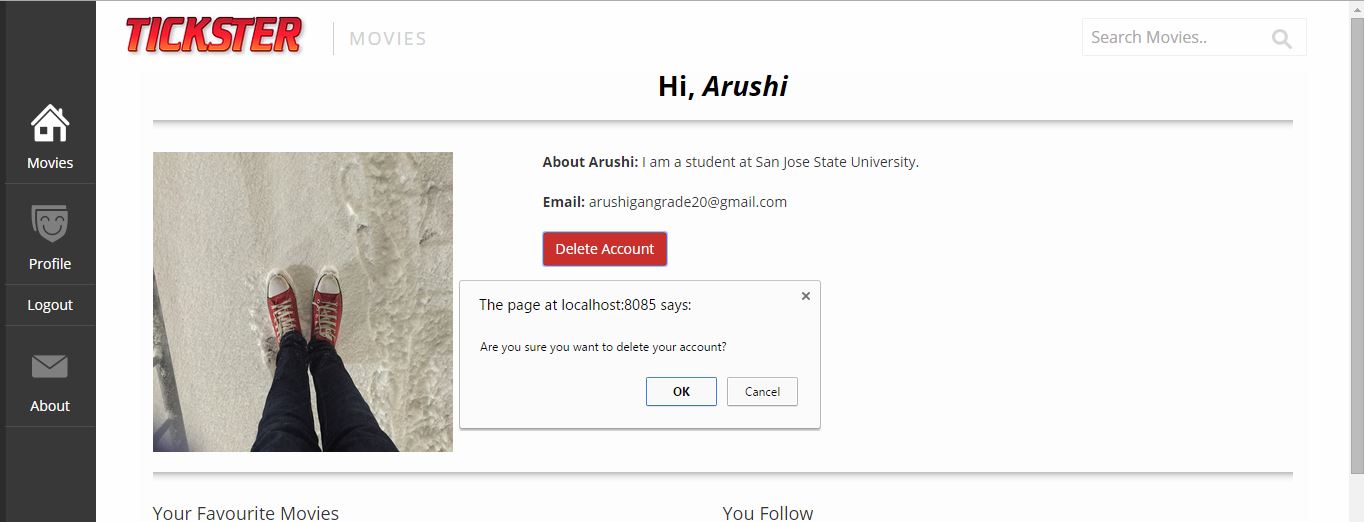 TICKSTER
MOVIES
Search Movies..
Hi, Arushi
Movies
Profile
Logout
About
About Arushi: I am a student at San Jose State University.
Email: arushigangrade20@gmail.com
Delete Account
The page at localhost:8085 says:
Are you sure you want to delete your account?
OK
Cancel
Your Favourite Movies
You Follow